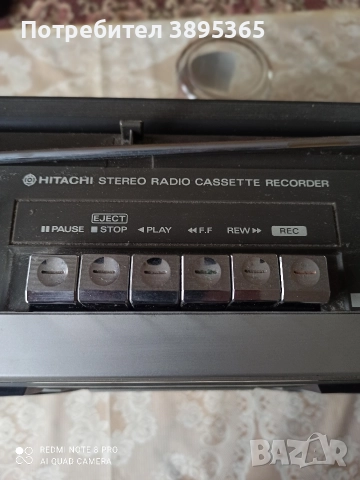 Потребител 3895365
HITACHI STEREO RADIO CASSETTE RECORDER
EJECT
PAUSE STOP PLAY F.F REW REC
REDMI NOTE 8 PRO
AI QUAD CAMERA
BAZAR